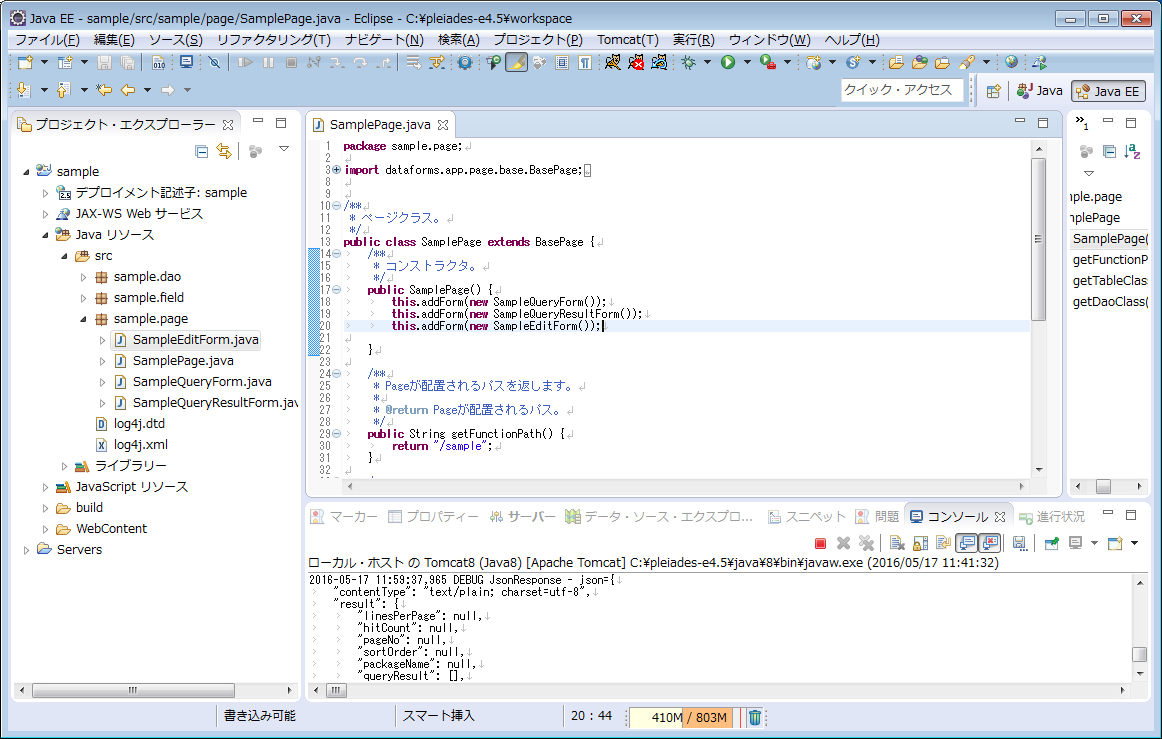 Java EE - sample/src/sample/page/SamplePage.java - Eclipse - C:¥pleiades-e4.5¥workspace
ファイル(F) 編集(E) ソース(S) リファクタリング(T) ナビゲート(N) 検索(A) プロジェクト(P) Tomcat(T) 実行(R) ウィンドウ(W) ヘルプ(H)
クイック・アクセス Java Java EE
プロジェクト・エクスプローラー
sample
デプロイメント記述子: sample
JAX-WS Web サービス
Java リソース
src
sample.dao
sample.field
sample.page
SampleEditForm.java
SamplePage.java
SampleQueryForm.java
SampleQueryResultForm.jav
log4j.dtd
log4j.xml
ライブラリー
JavaScript リソース
build
WebContent
Servers
SamplePage.java
1 package sample.page;
2
3 import dataforms.app.page.base.BasePage;
8
9
10 /**
11 * ページクラス。
12 */
13 public class SamplePage extends BasePage {
14 /**
15 * コンストラクタ。
16 */
17 public SamplePage() {
18 this.addForm(new SampleQueryForm());
19 this.addForm(new SampleQueryResultForm());
20 this.addForm(new SampleEditForm());
21
22 }
23
24 /**
25 * Pageが配置されるパスを返します。
26 *
27 * @return Pageが配置されるパス。
28 */
29 public String getFunctionPath() {
30 return "/sample";
31 }
32
1
ple.page
nplePage
SamplePage(
getFunctionP
getTableClass
getDaoClass(
マーカー プロパティー サーバー データ・ソース・エクスプロ... スニペット 問題 コンソール 進行状況
ローカル・ホスト の Tomcat8 (Java8) [Apache Tomcat] C:¥pleiades-e4.5¥java¥8¥bin¥javaw.exe (2016/05/17 11:41:32)
2016-05-17 11:59:37,965 DEBUG JsonResponse - json={
"contentType": "text/plain; charset=utf-8",
"result": {
"linesPerPage": null,
"hitCount": null,
"pageNo": null,
"sortOrder": null,
"packageName": null,
"queryResult": [],
書き込み可能 スマート挿入 20 : 44 410M / 803M